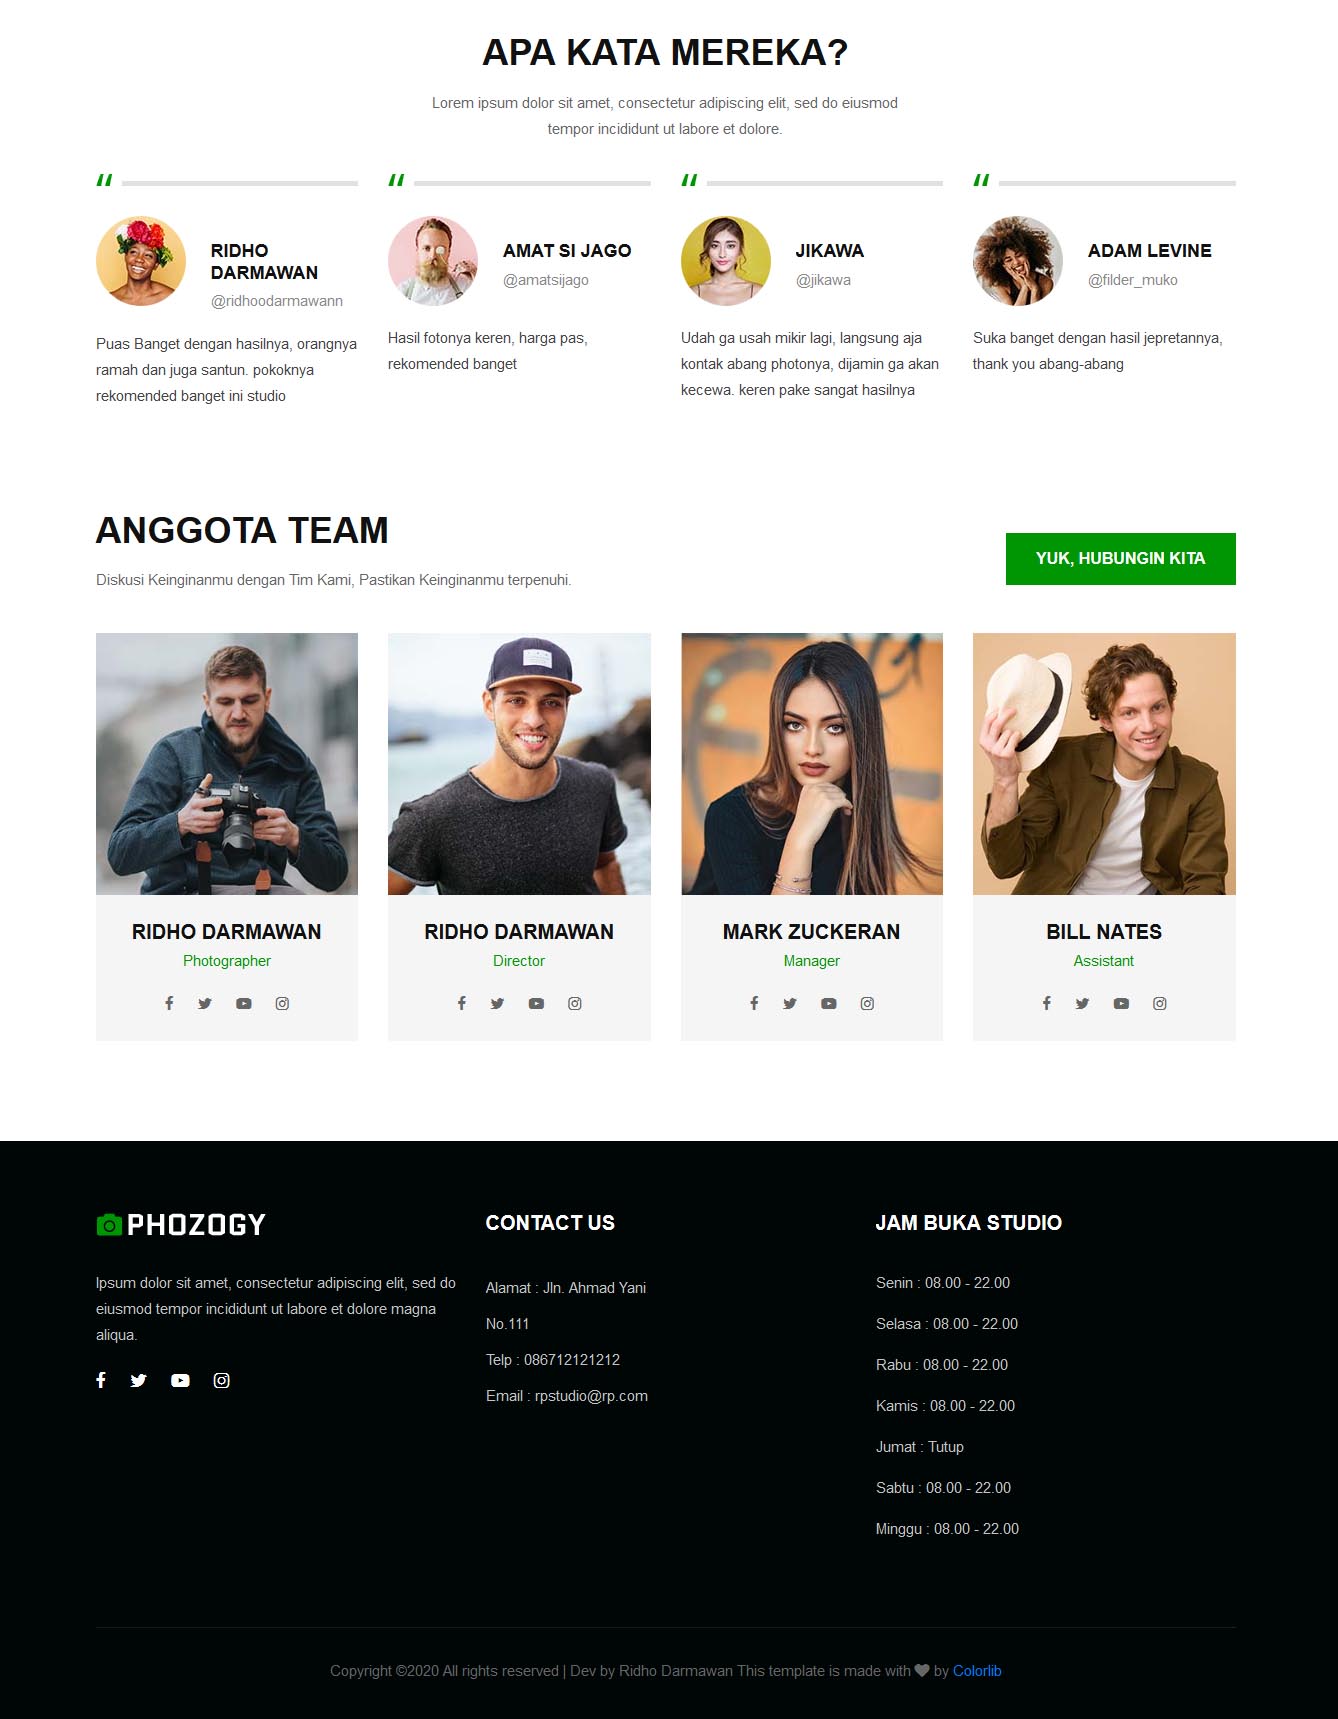 APA KATA MEREKA?
Lorem ipsum dolor sit amet, consectetur adipiscing elit, sed do eiusmod
tempor incididunt ut labore et dolore.
RIDHO
DARMAWAN
@ridhoodarmawann
Puas Banget dengan hasilnya, orangnya
ramah dan juga santun. pokoknya
rekomended banget ini studio
AMAT SI JAGO
@amatsijago
Hasil fotonya keren, harga pas,
rekomended banget
JIKAWA
@jikawa
Udah ga usah mikir lagi, langsung aja
kontak abang photonya, dijamin ga akan
kecewa. keren pake sangat hasilnya
ADAM LEVINE
@filder_muko
Suka banget dengan hasil jepretannya,
thank you abang-abang
ANGGOTA TEAM
Diskusi Keinginanmu dengan Tim Kami, Pastikan Keinginanmu terpenuhi.
YUK, HUBUNGIN KITA
RIDHO DARMAWAN
Photographer
RIDHO DARMAWAN
Director
MARK ZUCKERAN
Manager
BILL NATES
Assistant
PHOZOGY
Ipsum dolor sit amet, consectetur adipiscing elit, sed do
eiusmod tempor incididunt ut labore et dolore magna
aliqua.
CONTACT US
Alamat : Jln. Ahmad Yani
No.111
Telp : 086712121212
Email : rpstudio@rp.com
JAM BUKA STUDIO
Senin : 08.00 - 22.00
Selasa : 08.00 - 22.00
Rabu : 08.00 - 22.00
Kamis : 08.00 - 22.00
Jumat : Tutup
Sabtu : 08.00 - 22.00
Minggu : 08.00 - 22.00
Copyright ©2020 All rights reserved | Dev by Ridho Darmawan This template is made with ♥ by Colorlib